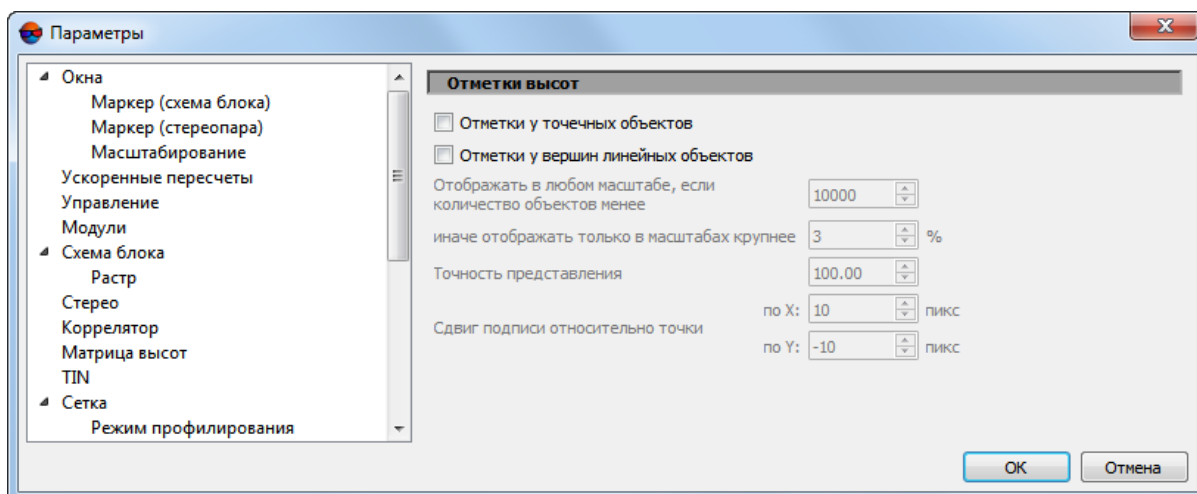 Параметры
Окна
Маркер (схема блока)
Маркер (стереопара)
Масштабирование
Ускоренные пересчеты
Управление
Модули
Схема блока
Растр
Стерео
Коррелятор
Матрица высот
TIN
Сетка
Режим профилирования
Отметки высот
Отметки у точечных объектов
Отметки у вершин линейных объектов
Отображать в любом масштабе, если
количество объектов менее
10000
иначе отображать только в масштабах крупнее 3 %
Точность представления 100.00
Сдвиг подписи относительно точки
по X: 10 пикс
по Y: -10 пикс
OK Отмена